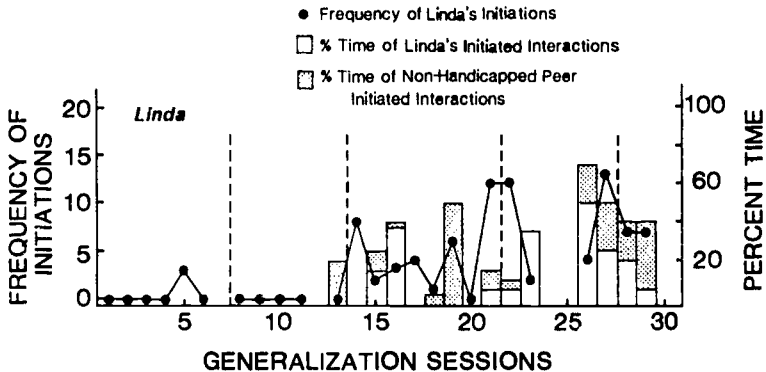 Frequency of Linda's Initiations
% Time of Linda's Initiated Interactions
% Time of Non-Handicapped Peer
Initiated Interactions
Linda
FREQUENCY OF
INITIATIONS
20
15
10
5
0
100
60
20
PERCENT TIME
5
10
15
20
25
30
GENERALIZATION SESSIONS